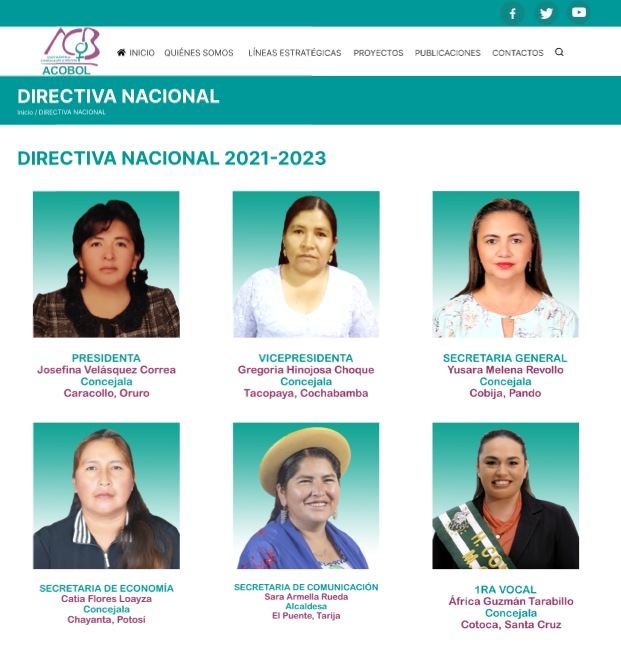 ACB
ACOBOL
INICIO
QUIÉNES SOMOS
LÍNEAS ESTRATÉGICAS
PROYECTOS
PUBLICACIONES
CONTACTOS
DIRECTIVA NACIONAL
Inicio / DIRECTIVA NACIONAL
DIRECTIVA NACIONAL 2021-2023
PRESIDENTA
Josefina Velásquez Correa
Concejala
Caracollo, Oruro
VICEPRESIDENTA
Gregoria Hinojosa Choque
Concejala
Tacopaya, Cochabamba
SECRETARIA GENERAL
Yusara Melena Revollo
Concejala
Cobija, Pando
SECRETARIA DE ECONOMÍA
Catia Flores Loayza
Concejala
Chayanta, Potosí
SECRETARIA DE COMUNICACIÓN
Sara Armella Rueda
Alcaldesa
El Puente, Tarija
1RA VOCAL
África Guzmán Tarabillo
Concejala
Cotoca, Santa Cruz